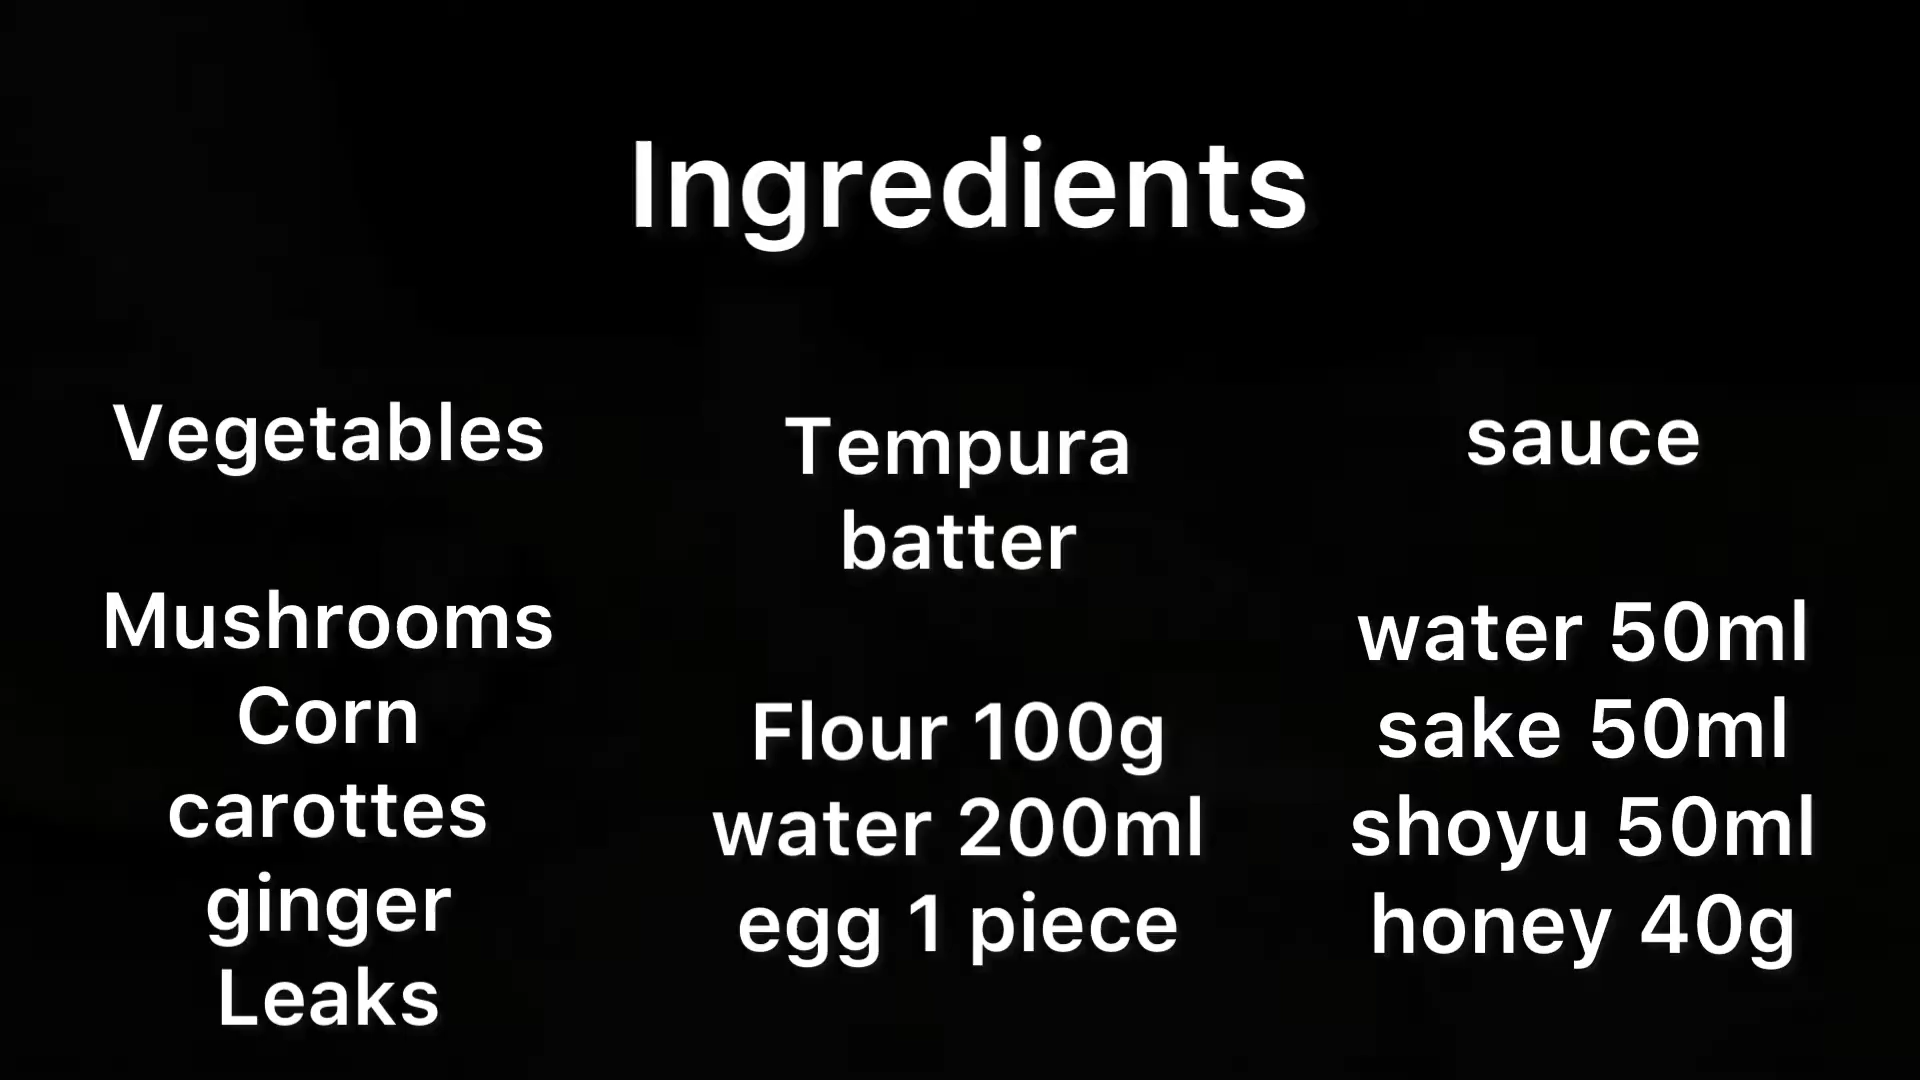 Ingredients
Vegetables
Mushrooms
Corn
carottes
ginger
Leaks
Tempura
batter
Flour 100g
water 200ml
egg 1 piece
sauce
water 50ml
sake 50ml
shoyu 50ml
honey 40g